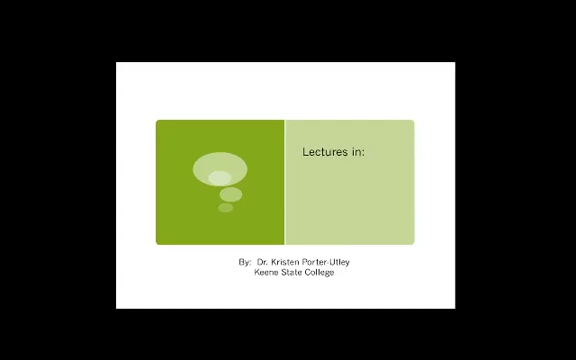 Lectures in:
By:  Dr. Kristen Porter-Utley
Keene State College